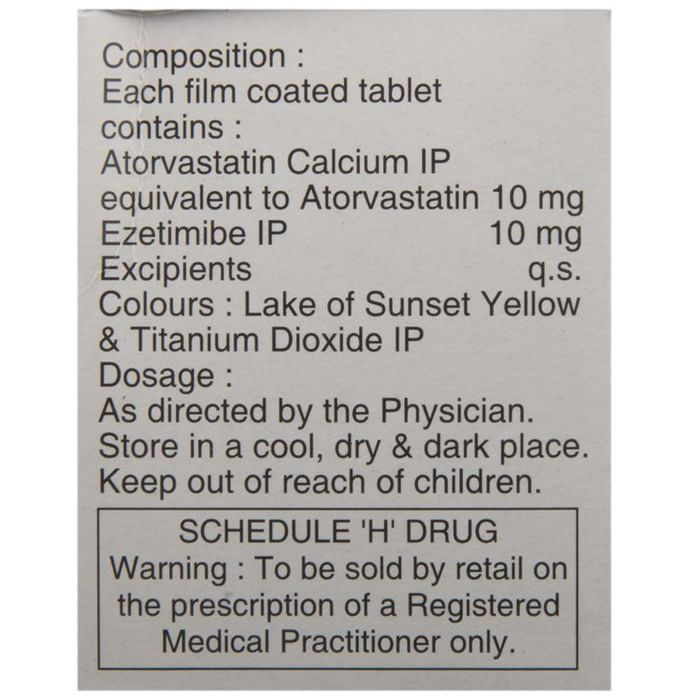 Composition :
Each film coated tablet
contains :
Atorvastatin Calcium IP
equivalent to Atorvastatin 10 mg
Ezetimibe IP 10 mg
Excipients q.s.
Colours : Lake of Sunset Yellow
& Titanium Dioxide IP
Dosage :
As directed by the Physician.
Store in a cool, dry & dark place.
Keep out of reach of children.
SCHEDULE 'H' DRUG
Warning : To be sold by retail on
the prescription of a Registered
Medical Practitioner only.